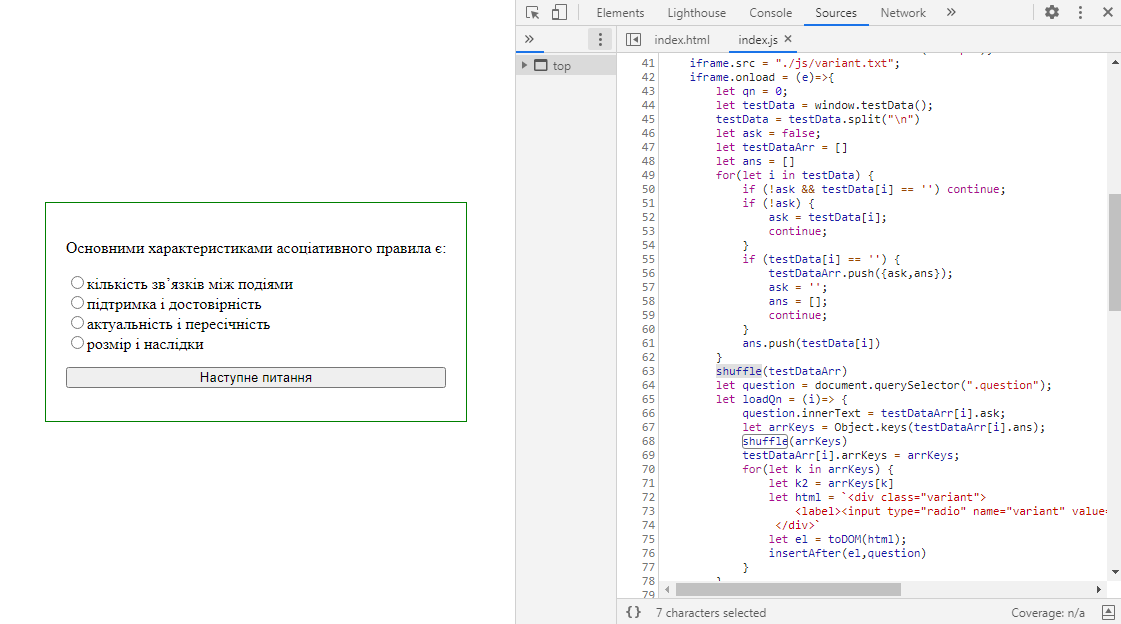 Основними характеристиками асоціативного правила є:
кількість зв’язків між подіями
підтримка і достовірність
актуальність і пересічність
розмір і наслідки
Наступне питання
Elements Lighthouse Console Sources Network »
» index.html index.js ×
top
41 iframe.src = "./js/variant.txt";
42 iframe.onload = (e)=>{
43 let qn = 0;
44 let testData = window.testData();
45 testData = testData.split("\n")
46 let ask = false;
47 let testDataArr = []
48 let ans = []
49 for(let i in testData) {
50 if (!ask && testData[i] == '') continue;
51 if (!ask) {
52 ask = testData[i];
53 continue;
54 }
55 if (testData[i] == '') {
56 testDataArr.push({ask,ans});
57 ask = '';
58 ans = [];
59 continue;
60 }
61 ans.push(testData[i])
62 }
63 shuffle(testDataArr)
64 let question = document.querySelector(".question");
65 let loadQn = (i)=> {
66 question.innerText = testDataArr[i].ask;
67 let arrKeys = Object.keys(testDataArr[i].ans);
68 shuffle(arrKeys)
69 testDataArr[i].arrKeys = arrKeys;
70 for(let k in arrKeys) {
71 let k2 = arrKeys[k]
72 let html = `<div class="variant">
73 <label><input type="radio" name="variant" value=
74 </div>`
75 let el = toDOM(html);
76 insertAfter(el,question)
77 }
78 }
79
{} 7 characters selected Coverage: n/a